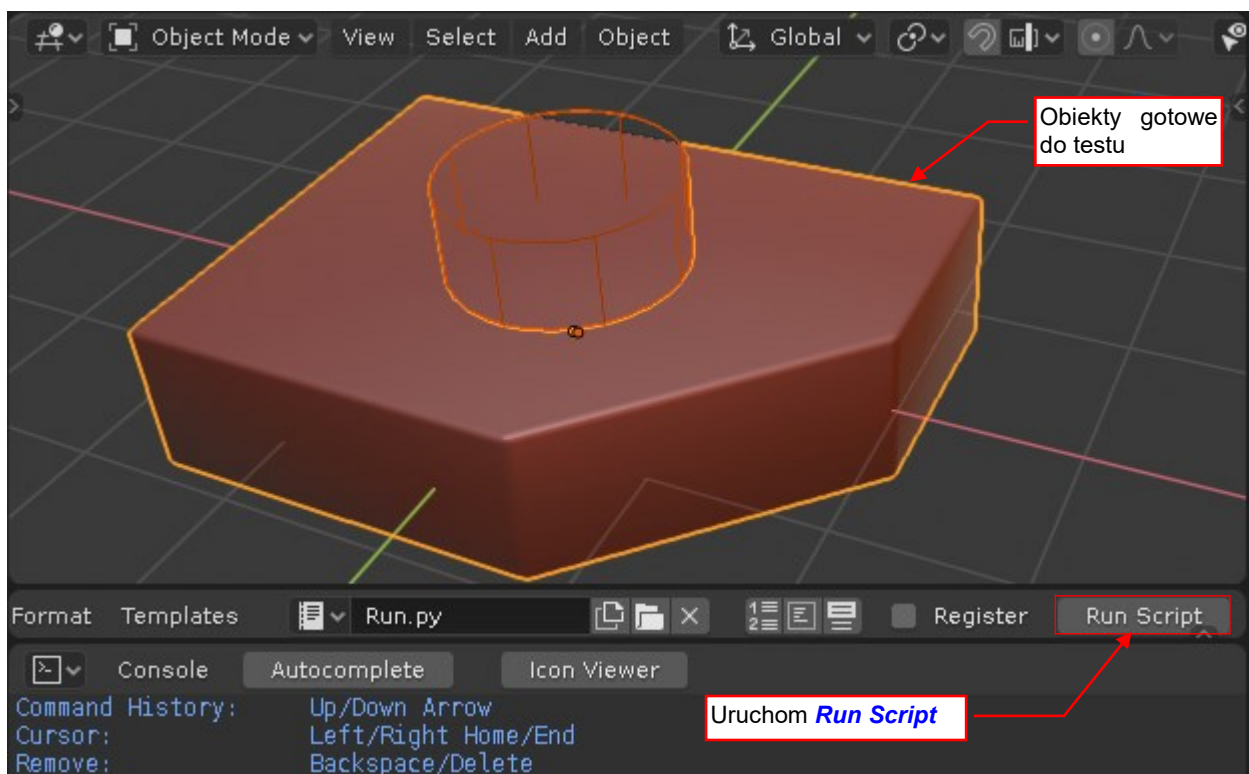 Object Mode View Select Add Object Global
Obiekty gotowe
do testu
Format Templates Run.py Register Run Script
Console Autocomplete Icon Viewer
Command History: Up/Down Arrow
Cursor: Left/Right Home/End
Remove: Backspace/Delete
Uruchom Run Script